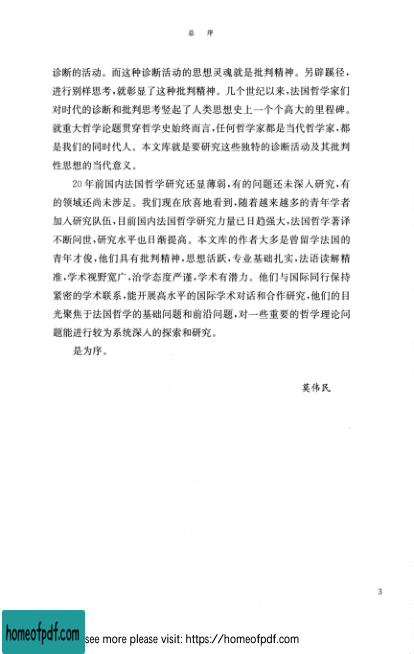 总 序
诊断的活动。而这种诊断活动的思想灵魂就是批判精神。另辟蹊径，
进行别样思考，就彰显了这种批判精神。几个世纪以来，法国哲学家们
对时代的诊断和批判思考竖起了人类思想史上一个个高大的里程碑。
就重大哲学论题贯穿哲学史始终而言，任何哲学家都是当代哲学家，都
是我们的同时代人。本文库就是要研究这些独特的诊断活动及其批判
性思想的当代意义。
20年前国内法国哲学研究还显薄弱，有的问题还未深入研究，有
的领域还尚未涉足。我们现在欣喜地看到，随着越来越多的青年学者
加入研究队伍，目前国内法国哲学研究力量已日趋强大，法国哲学著译
不断问世，研究水平也日渐提高。本文库的作者大多是曾留学法国的
青年才俊，他们具有批判精神，思想活跃，专业基础扎实，法语读解精
准，学术视野宽广，治学态度严谨，学术有潜力。他们与国际同行保持
紧密的学术联系，能开展高水平的国际学术对话和合作研究，他们的目
光聚焦于法国哲学的基础问题和前沿问题，对一些重要的哲学理论问
题能进行较为系统深入的探索和研究。
是为序。
莫伟民
3
homeofpdf.com
see more please visit: https://homeofpdf.com